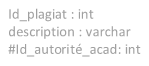 Id_plagiat : int
description : varchar
#Id_autorité_acad: int